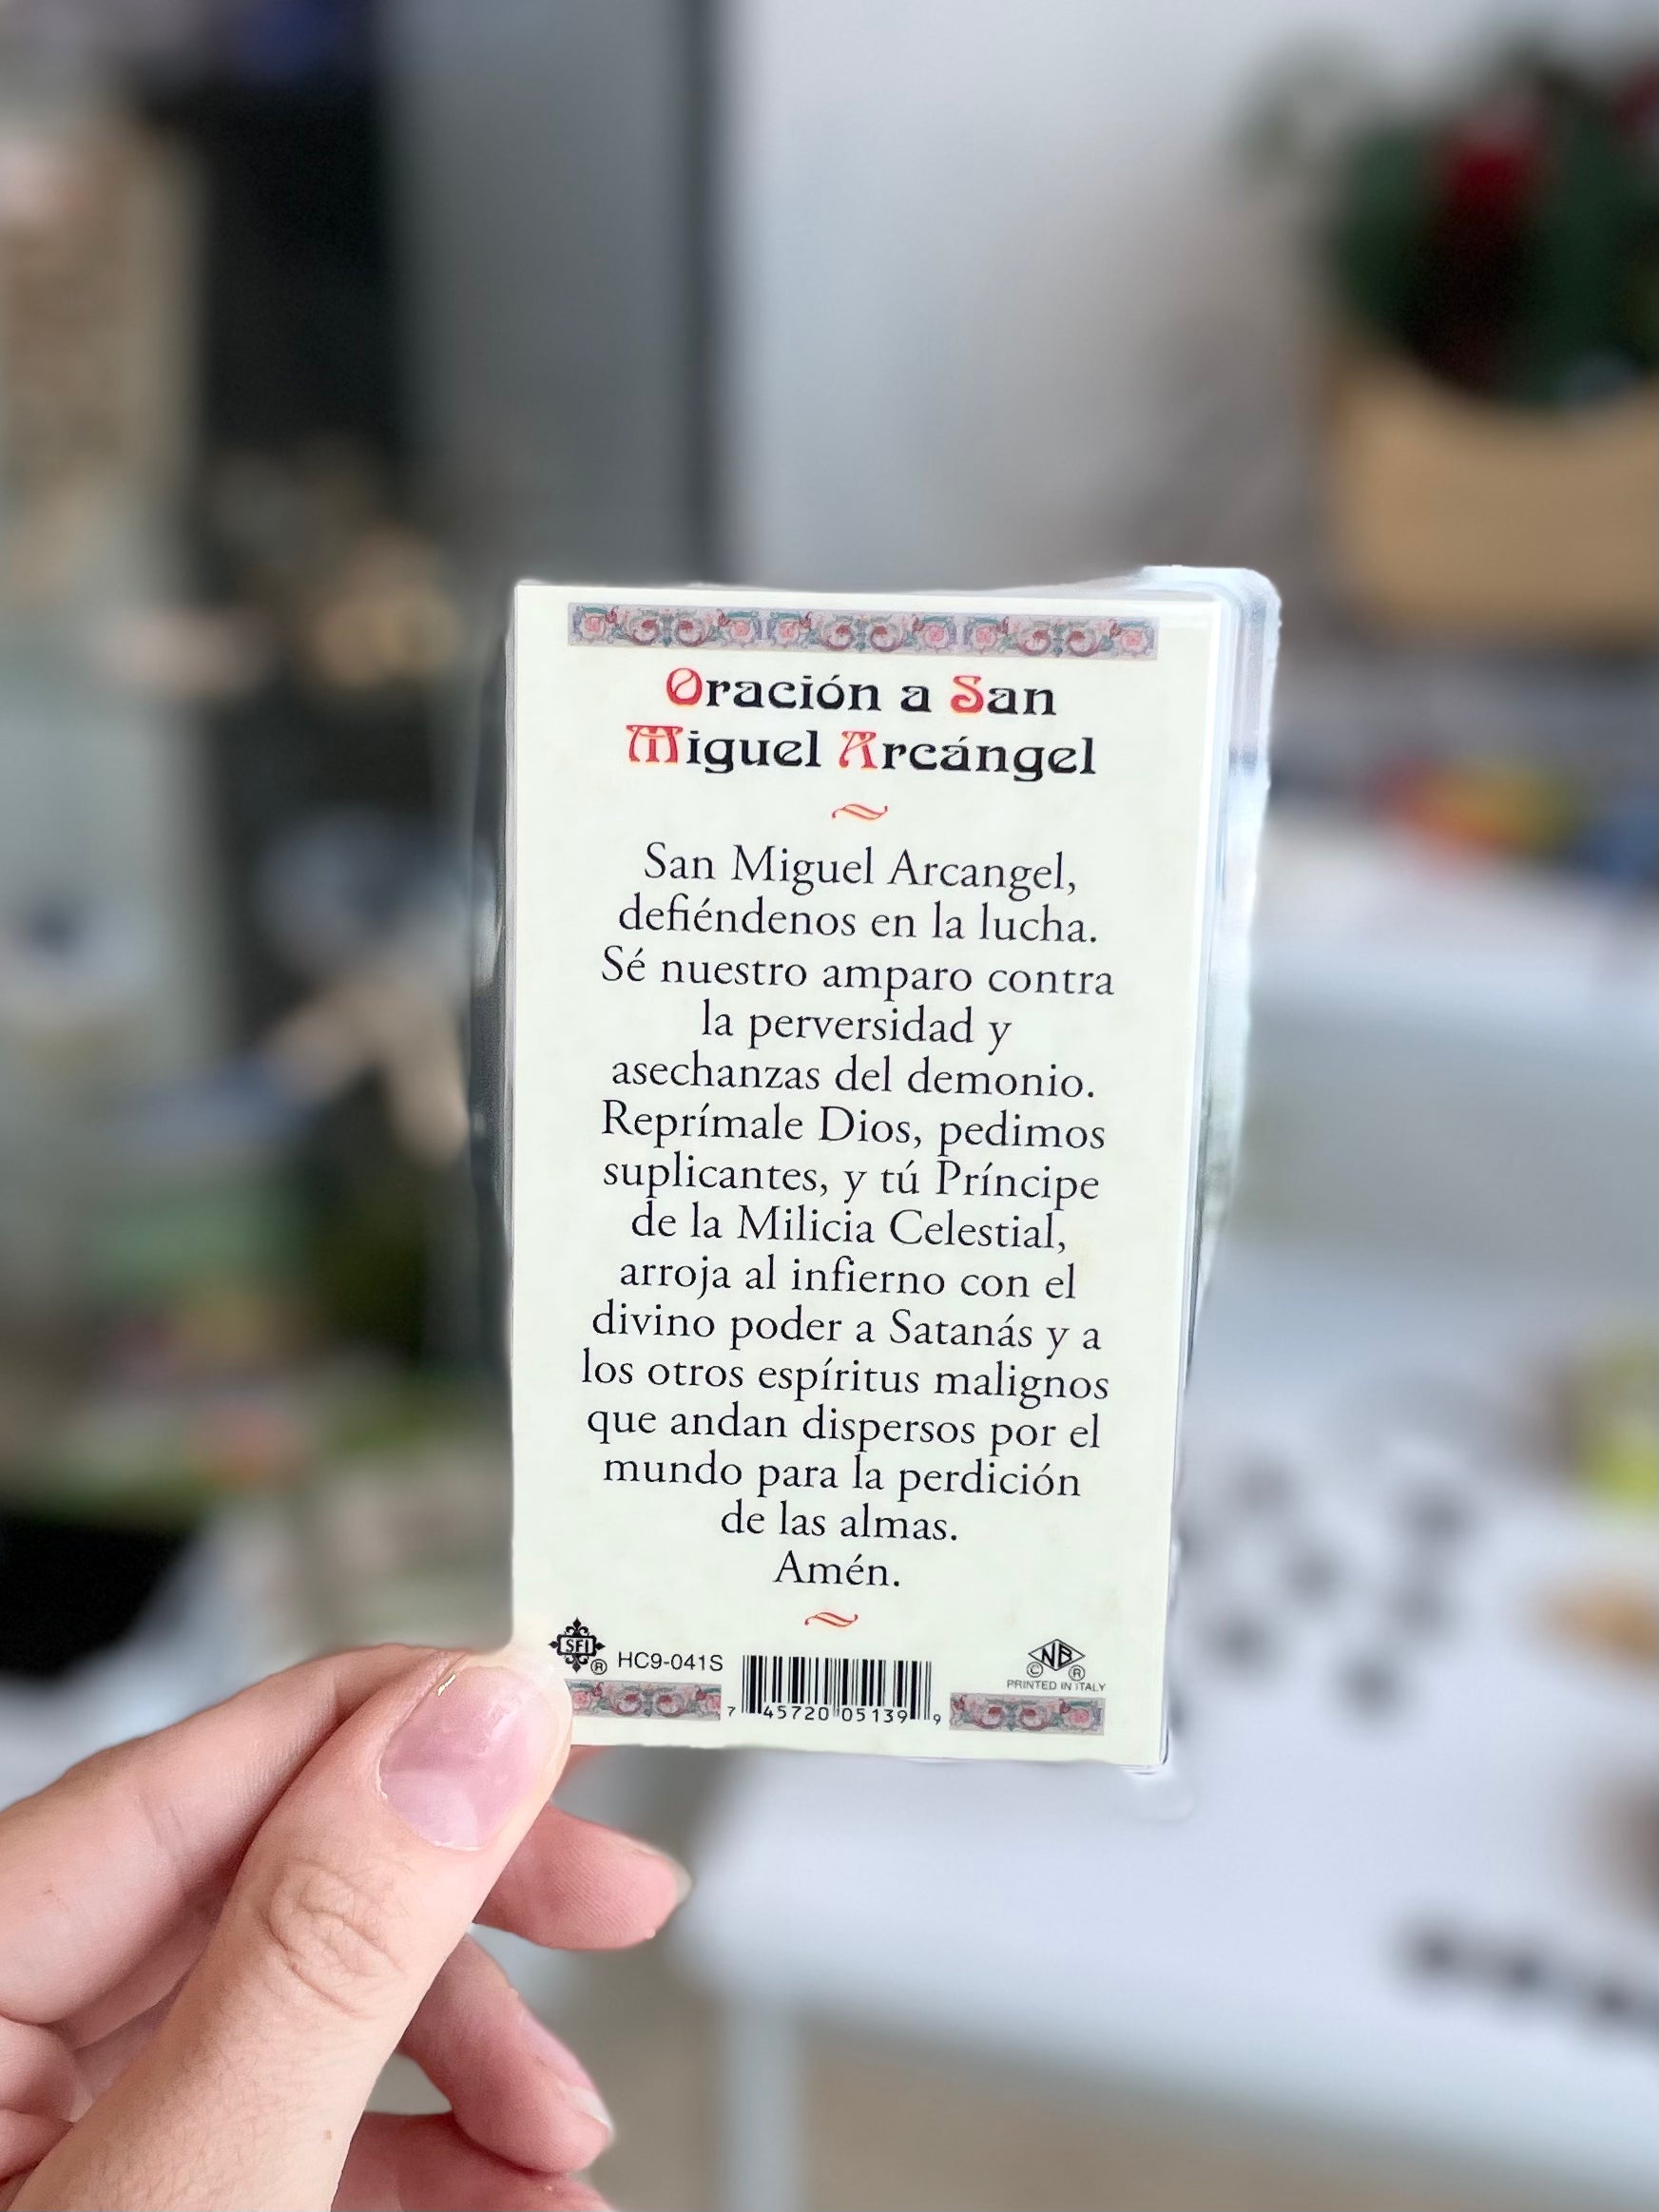 Oración a San
Miguel Arcángel
San Miguel Arcangel,
defiéndenos en la lucha.
Sé nuestro amparo contra
la perversidad y
asechanzas del demonio.
Reprímale Dios, pedimos
suplicantes, y tú Príncipe
de la Milicia Celestial,
arroja al infierno con el
divino poder a Satanás y a
los otros espíritus malignos
que andan dispersos por el
mundo para la perdición
de las almas.
Amén.
SFI ® HC9-041S
7 45720 05139 9
NB
© ®
PRINTED IN ITALY